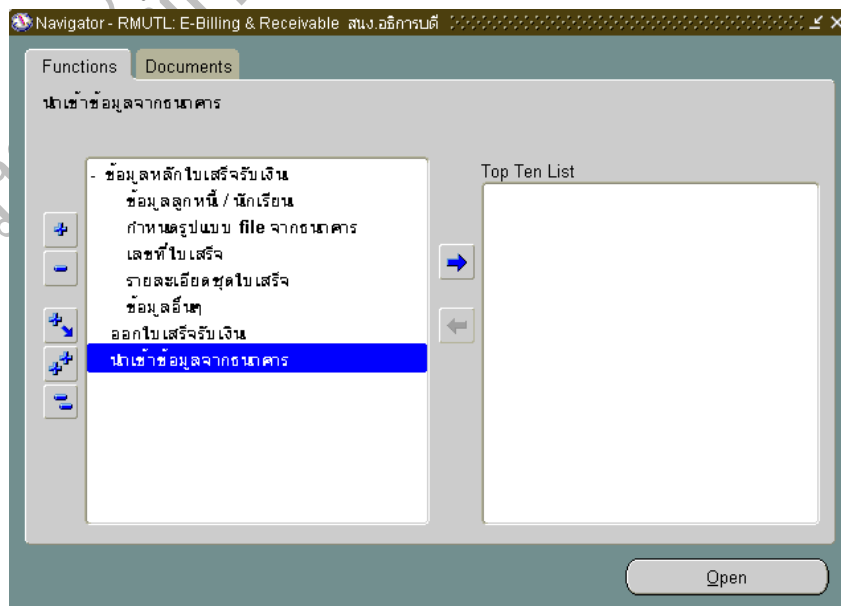 Navigator - RMUTL: E-Billing & Receivable สนง.อธิการบดี
Functions Documents
นำเข้าข้อมูลจากธนาคาร
Top Ten List
- ข้อมูลหลักใบเสร็จรับเงิน
ข้อมูลลูกหนี้ / นักเรียน
กำหนดรูปแบบ file จากธนาคาร
เลขที่ใบเสร็จ
รายละเอียดชุดใบเสร็จ
ข้อมูลอื่นๆ
ออกใบเสร็จรับเงิน
นำเข้าข้อมูลจากธนาคาร
Open